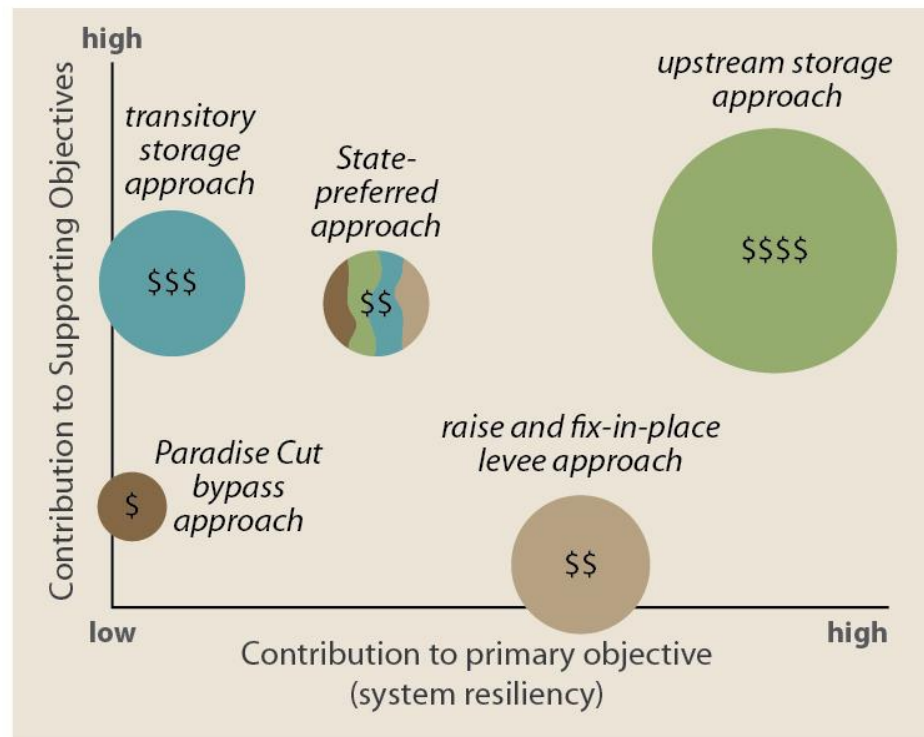 high
Contribution to Supporting Objectives
transitory
storage
approach
$$$
State-
preferred
approach
$$
upstream storage
approach
$$$$
Paradise Cut
bypass
approach
$
raise and fix-in-place
levee approach
$$
low
high
Contribution to primary objective
(system resiliency)